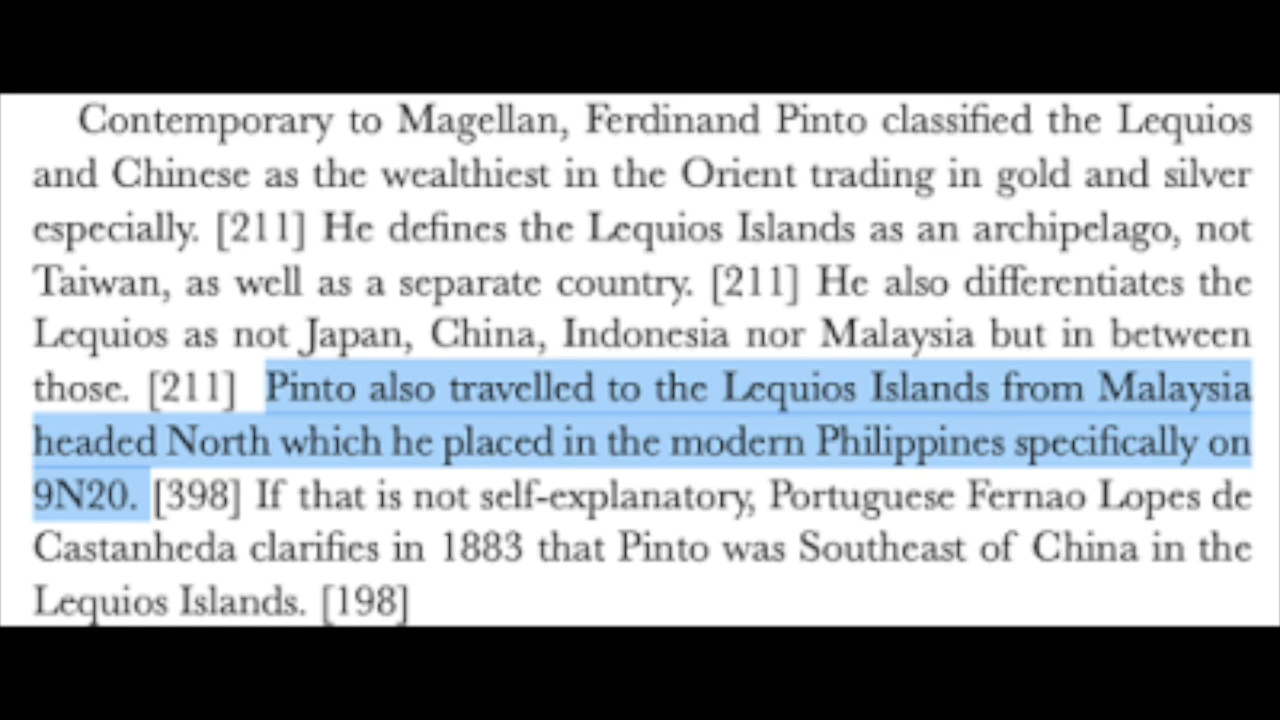 Contemporary to Magellan, Ferdinand Pinto classified the Lequios
and Chinese as the wealthiest in the Orient trading in gold and silver
especially. [211] He defines the Lequios Islands as an archipelago, not
Taiwan, as well as a separate country. [211] He also differentiates the
Lequios as not Japan, China, Indonesia nor Malaysia but in between
those. [211] Pinto also travelled to the Lequios Islands from Malaysia
headed North which he placed in the modern Philippines specifically on
9N20. [398] If that is not self-explanatory, Portuguese Fernao Lopes de
Castanheda clarifies in 1883 that Pinto was Southeast of China in the
Lequios Islands. [198]